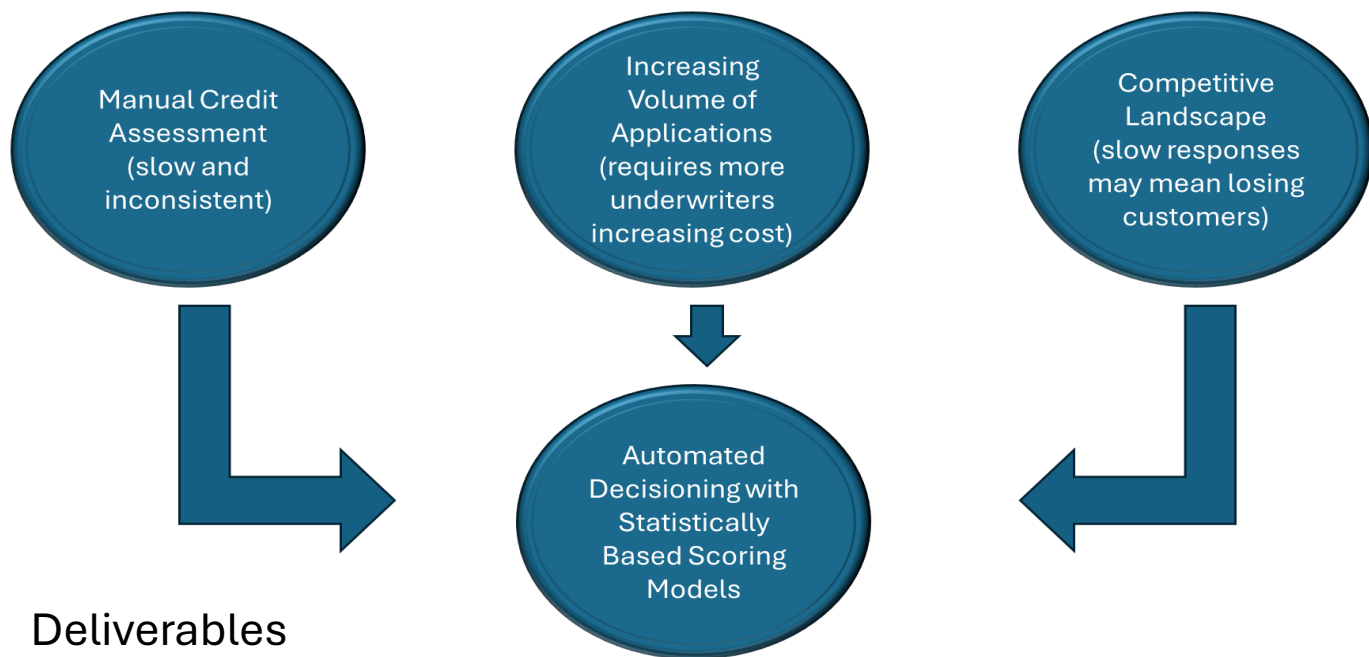 Manual Credit
Assessment
(slow and
inconsistent)
Increasing
Volume of
Applications
(requires more
underwriters
increasing cost)
Competitive
Landscape
(slow responses
may mean losing
customers)
Automated
Decisioning with
Statistically
Based Scoring
Models
Deliverables